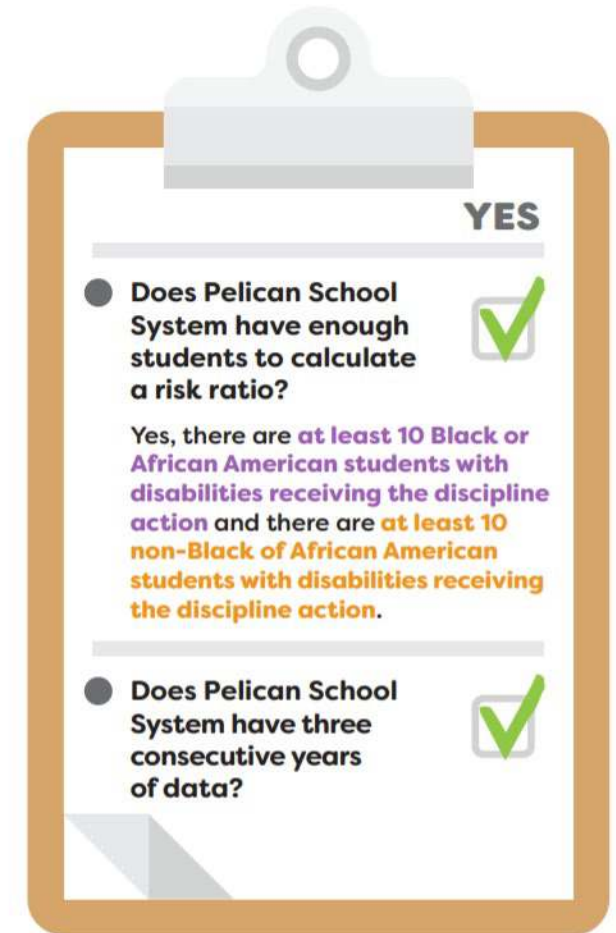 YES
Does Pelican School
System have enough
students to calculate
a risk ratio?
Yes, there are at least 10 Black or
African American students with
disabilities receiving the discipline
action and there are at least 10
non-Black of African American
students with disabilities receiving
the discipline action.
Does Pelican School
System have three
consecutive years
of data?